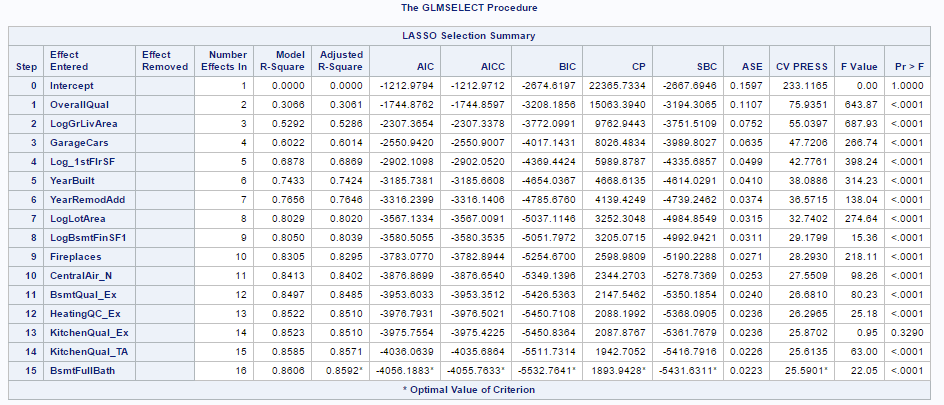 The GLMSELECT Procedure
LASSO Selection Summary
Step Effect Entered Effect Removed Number Effects In Model R-Square Adjusted R-Square AIC AICC BIC CP SBC ASE CV PRESS F Value Pr > F
0 Intercept 1 0.0000 0.0000 -1212.9794 -1212.9712 -2674.6197 22365.7334 -2667.6946 0.1597 233.1165 0.00 1.0000
1 OverallQual 2 0.3066 0.3061 -1744.8762 -1744.8597 -3208.1856 15063.3940 -3194.3065 0.1107 75.9351 643.87 <.0001
2 LogGrLivArea 3 0.5292 0.5286 -2307.3654 -2307.3378 -3772.0991 9762.9443 -3751.5109 0.0752 55.0397 687.93 <.0001
3 GarageCars 4 0.6022 0.6014 -2550.9420 -2550.9007 -4017.1431 8026.4834 -3989.8027 0.0635 47.7206 266.74 <.0001
4 Log_1stFlrSF 5 0.6878 0.6869 -2902.1098 -2902.0520 -4369.4424 5989.8787 -4335.6857 0.0499 42.7761 398.24 <.0001
5 YearBuilt 6 0.7433 0.7424 -3185.7381 -3185.6608 -4654.0367 4668.6135 -4614.0291 0.0410 38.0886 314.23 <.0001
6 YearRemodAdd 7 0.7656 0.7646 -3316.2399 -3316.1406 -4785.6760 4139.4249 -4739.2462 0.0374 36.5715 138.04 <.0001
7 LogLotArea 8 0.8029 0.8020 -3567.1334 -3567.0091 -5037.1146 3252.3048 -4984.8549 0.0315 32.7402 274.64 <.0001
8 LogBsmtFinSF1 9 0.8050 0.8039 -3580.5055 -3580.3535 -5051.7972 3205.0715 -4992.9421 0.0311 29.1799 15.36 <.0001
9 Fireplaces 10 0.8305 0.8295 -3783.0770 -3782.8944 -5254.6700 2598.9809 -5190.2288 0.0271 28.2930 218.11 <.0001
10 CentralAir_N 11 0.8413 0.8402 -3876.8699 -3876.6540 -5349.1396 2344.2703 -5278.7369 0.0253 27.5509 98.26 <.0001
11 BsmtQual_Ex 12 0.8497 0.8485 -3953.6033 -3953.3512 -5426.5363 2147.5462 -5350.1854 0.0240 26.6810 80.23 <.0001
12 HeatingQC_Ex 13 0.8522 0.8510 -3976.7931 -3976.5021 -5450.7108 2088.1992 -5368.0905 0.0236 26.2965 25.18 <.0001
13 KitchenQual_Ex 14 0.8523 0.8510 -3975.7554 -3975.4225 -5450.8364 2087.8767 -5361.7679 0.0236 25.8702 0.95 0.3290
14 KitchenQual_TA 15 0.8585 0.8571 -4036.0639 -4035.6864 -5511.7314 1942.7052 -5416.7916 0.0226 25.6135 63.00 <.0001
15 BsmtFullBath 16 0.8606 0.8592* -4056.1883* -4055.7633* -5532.7641* 1893.9428* -5431.6311* 0.0223 25.5901* 22.05 <.0001
* Optimal Value of Criterion